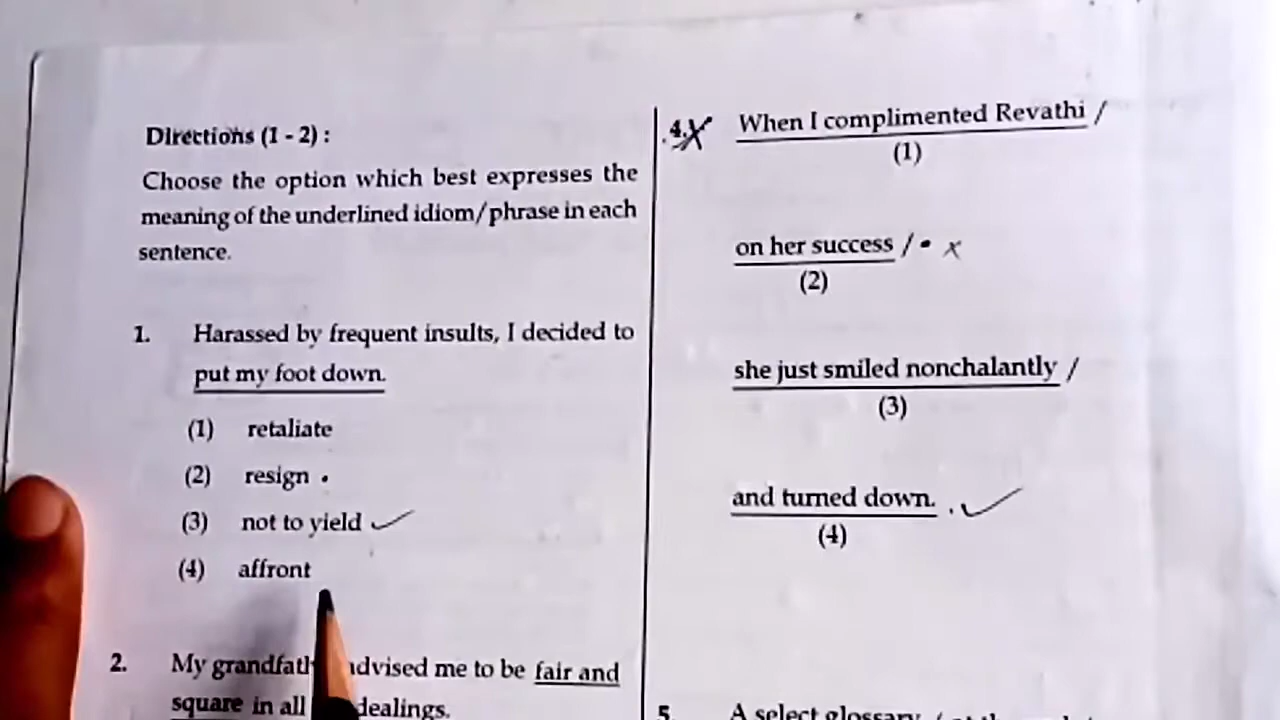 Directions (1 - 2) :
Choose the option which best expresses the
meaning of the underlined idiom/phrase in each
sentence.
1. Harassed by frequent insults, I decided to
put my foot down.
(1) retaliate
(2) resign
(3) not to yield
(4) affront
2. My advised me to be fair and
square in all dealings.
4. When I complimented Revathi /
(1)
on her success /
(2)
she just smiled nonchalantly /
(3)
and turned down.
(4)
5. A select glossary